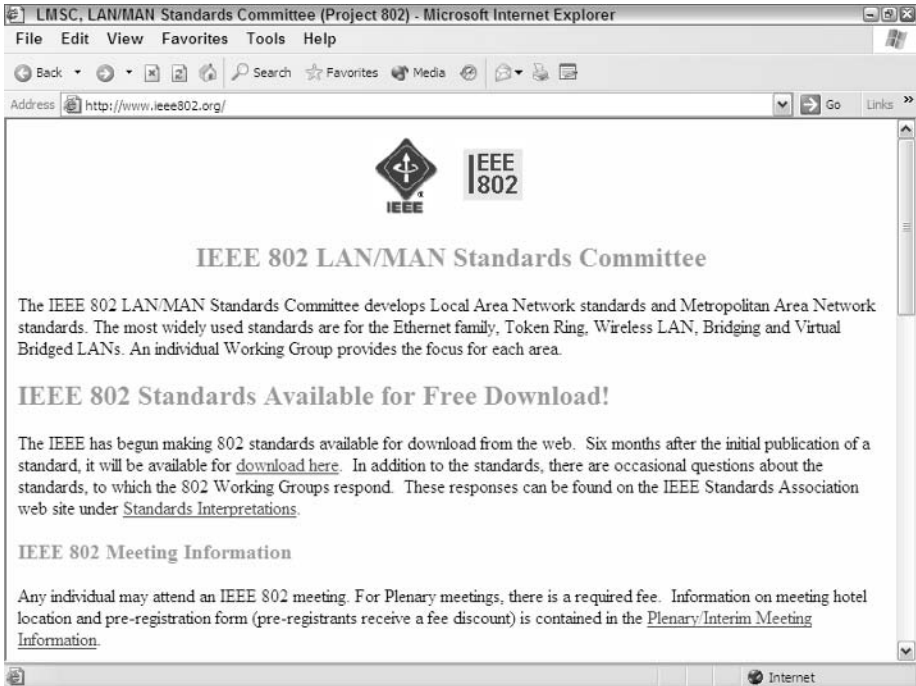 LMSC, LAN/MAN Standards Committee (Project 802) - Microsoft Internet Explorer
File Edit View Favorites Tools Help
Back Search Favorites Media
Address http://www.ieee802.org/ Go Links »
IEEE
IEEE
802
IEEE 802 LAN/MAN Standards Committee
The IEEE 802 LAN/MAN Standards Committee develops Local Area Network standards and Metropolitan Area Network
standards. The most widely used standards are for the Ethernet family, Token Ring, Wireless LAN, Bridging and Virtual
Bridged LANs. An individual Working Group provides the focus for each area.
IEEE 802 Standards Available for Free Download!
The IEEE has begun making 802 standards available for download from the web. Six months after the initial publication of a
standard, it will be available for download here. In addition to the standards, there are occasional questions about the
standards, to which the 802 Working Groups respond. These responses can be found on the IEEE Standards Association
web site under Standards Interpretations.
IEEE 802 Meeting Information
Any individual may attend an IEEE 802 meeting. For Plenary meetings, there is a required fee. Information on meeting hotel
location and pre-registration form (pre-registrants receive a fee discount) is contained in the Plenary/Interim Meeting
Information.
Internet